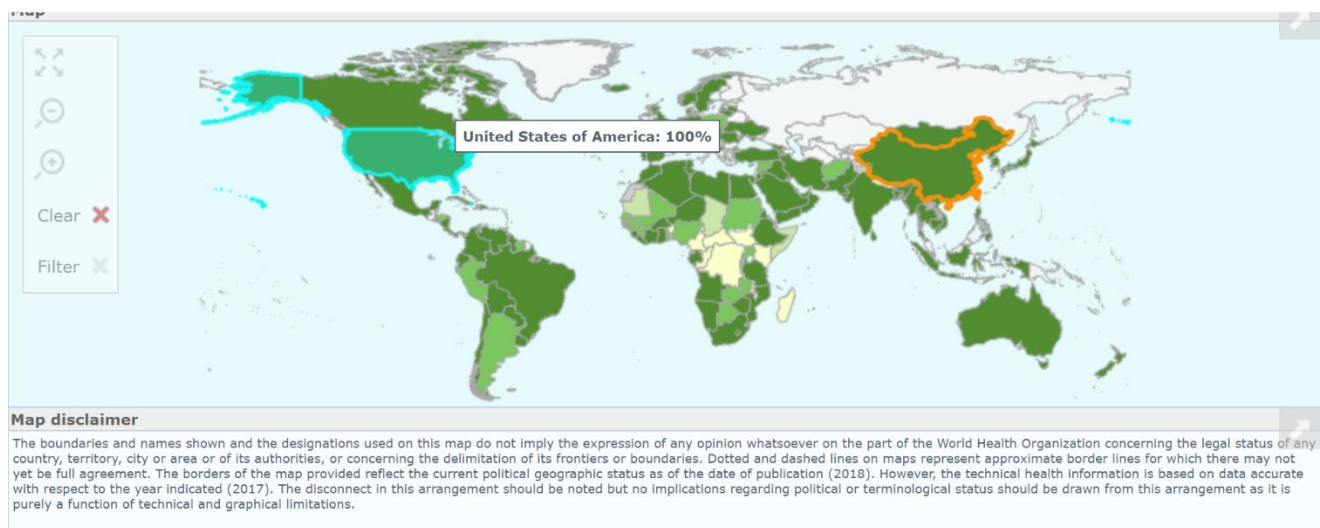 Map
United States of America: 100%
Clear
Filter
Map disclaimer
The boundaries and names shown and the designations used on this map do not imply the expression of any opinion whatsoever on the part of the World Health Organization concerning the legal status of any
country, territory, city or area or of its authorities, or concerning the delimitation of its frontiers or boundaries. Dotted and dashed lines on maps represent approximate border lines for which there may not
yet be full agreement. The borders of the map provided reflect the current political geographic status as of the date of publication (2018). However, the technical health information is based on data accurate
with respect to the year indicated (2017). The disconnect in this arrangement should be noted but no implications regarding political or terminological status should be drawn from this arrangement as it is
purely a function of technical and graphical limitations.